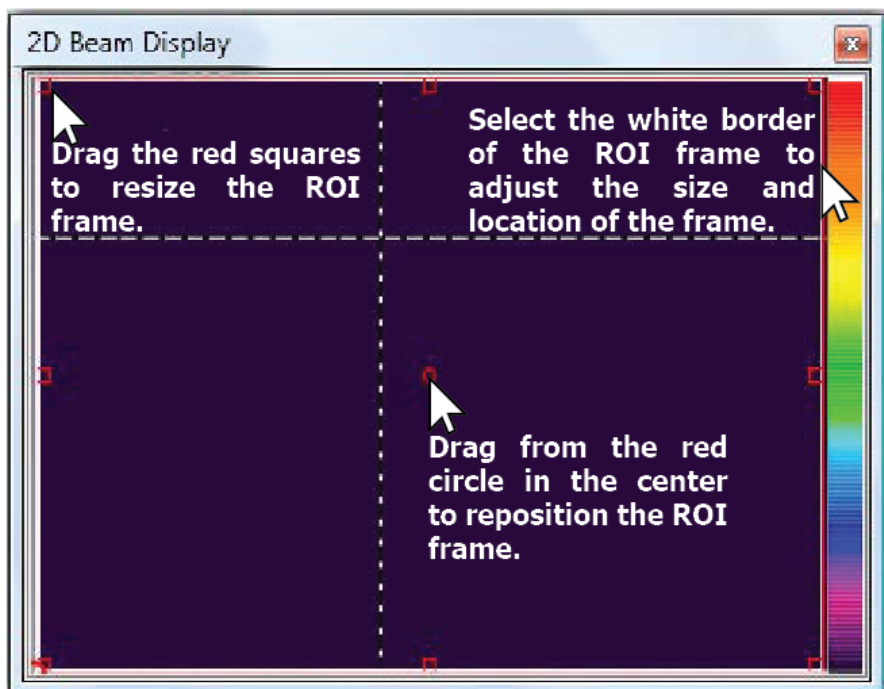 2D Beam Display
Drag the red squares
to resize the ROI
frame.
Select the white border
of the ROI frame to
adjust the size and
location of the frame.
Drag from the red
circle in the center
to reposition the ROI
frame.